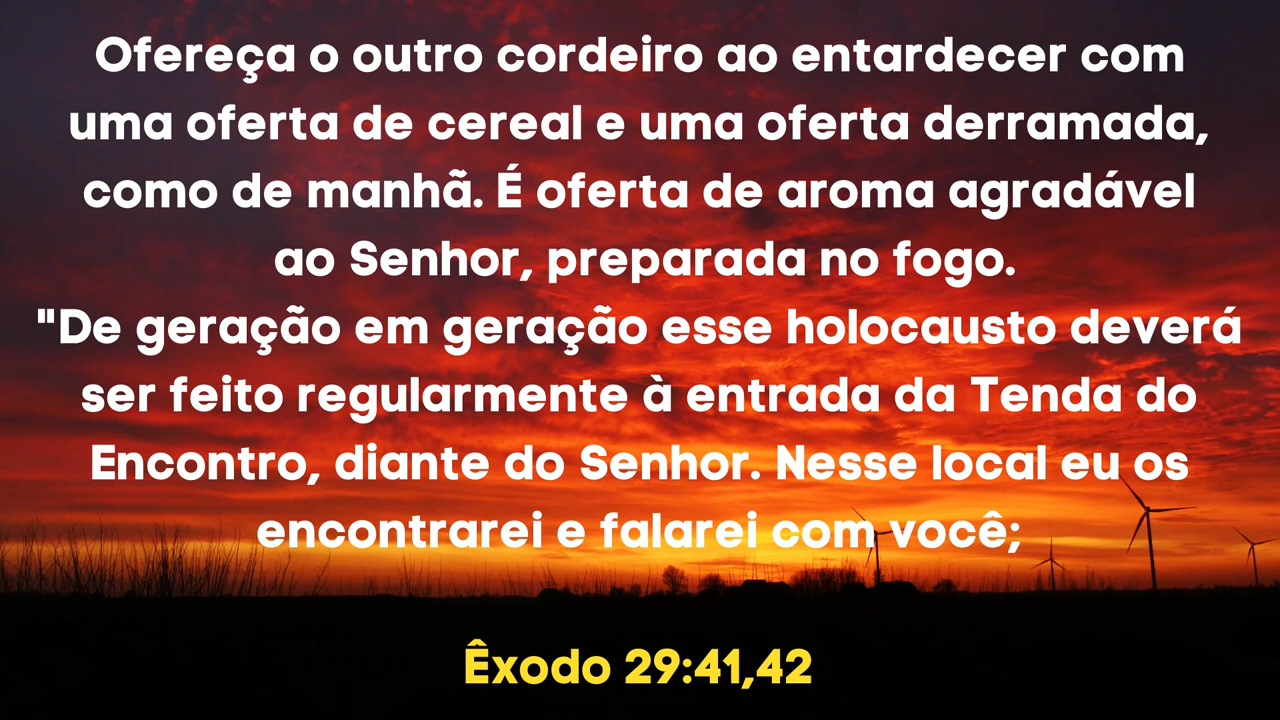 Ofereça o outro cordeiro ao entardecer com
uma oferta de cereal e uma oferta derramada,
como de manhã. É oferta de aroma agradável
ao Senhor, preparada no fogo.
"De geração em geração esse holocausto deverá
ser feito regularmente à entrada da Tenda do
Encontro, diante do Senhor. Nesse local eu os
encontrarei e falarei com você;
Êxodo 29:41,42